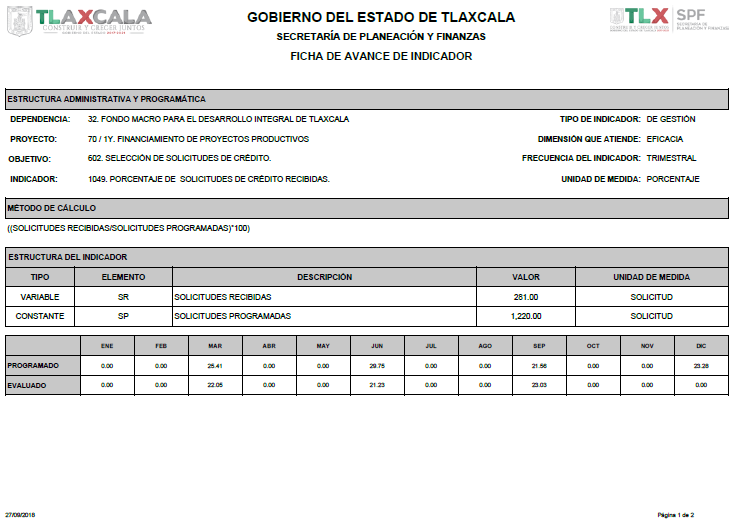 TLAXCALA
CONSTRUIR Y CRECER JUNTOS
GOBIERNO DEL ESTADO DE TLAXCALA
SECRETARÍA DE PLANEACIÓN Y FINANZAS
FICHA DE AVANCE DE INDICADOR
TLX SPF
SECRETARÍA DE
PLANEACIÓN Y FINANZAS
ESTRUCTURA ADMINISTRATIVA Y PROGRAMÁTICA
DEPENDENCIA: 32. FONDO MACRO PARA EL DESARROLLO INTEGRAL DE TLAXCALA TIPO DE INDICADOR: DE GESTIÓN
PROYECTO: 70 / 1Y. FINANCIAMIENTO DE PROYECTOS PRODUCTIVOS DIMENSIÓN QUE ATIENDE: EFICACIA
OBJETIVO: 602. SELECCIÓN DE SOLICITUDES DE CRÉDITO. FRECUENCIA DEL INDICADOR: TRIMESTRAL
INDICADOR: 1049. PORCENTAJE DE SOLICITUDES DE CRÉDITO RECIBIDAS. UNIDAD DE MEDIDA: PORCENTAJE
MÉTODO DE CÁLCULO
((SOLICITUDES RECIBIDAS/SOLICITUDES PROGRAMADAS)*100)
ESTRUCTURA DEL INDICADOR
TIPO ELEMENTO DESCRIPCIÓN VALOR UNIDAD DE MEDIDA
VARIABLE SR SOLICITUDES RECIBIDAS 281.00 SOLICITUD
CONSTANTE SP SOLICITUDES PROGRAMADAS 1,220.00 SOLICITUD
ENE FEB MAR ABR MAY JUN JUL AGO SEP OCT NOV DIC
PROGRAMADO 0.00 0.00 25.41 0.00 0.00 29.75 0.00 0.00 21.56 0.00 0.00 23.28
EVALUADO 0.00 0.00 22.05 0.00 0.00 21.23 0.00 0.00 23.03 0.00 0.00 0.00
27/09/2018 Página 1 de 2